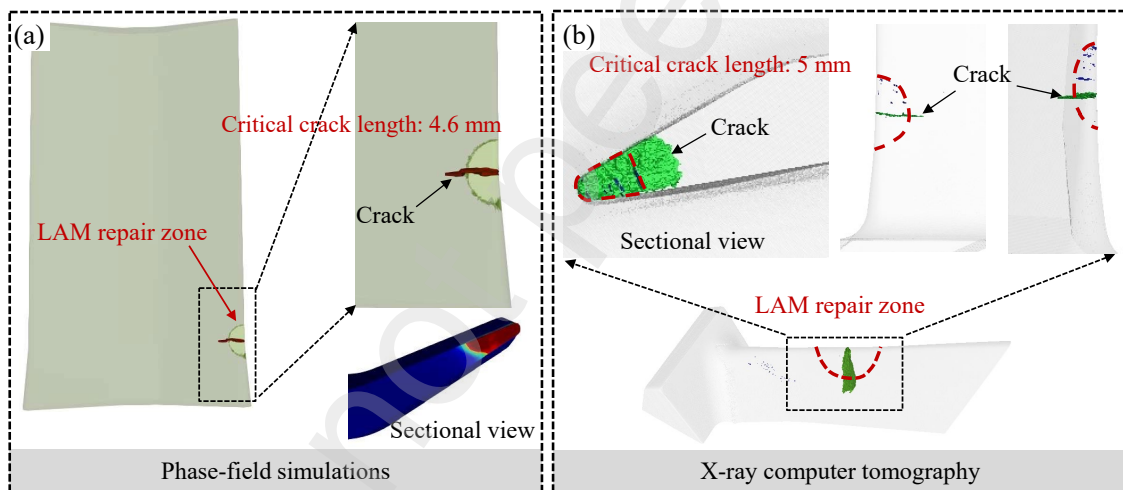 (a)
Critical crack length: 4.6 mm
Crack
LAM repair zone
Sectional view
Phase-field simulations
(b)
Critical crack length: 5 mm
Crack
Crack
Sectional view
LAM repair zone
X-ray computer tomography